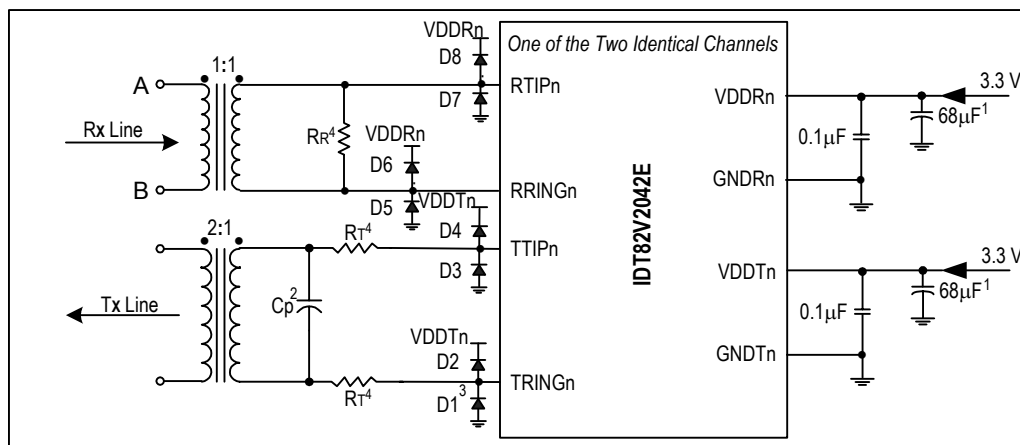 One of the Two Identical Channels
VDDRn
D8
1:1
A
RTIPn
D7
VDDRn
3.3 V
68µF1
Rx Line
RR4
VDDRn
D6
0.1µF
B
RRINGn
GNDRn
D5
VDDTn
D4
2:1
RT4
TTIPn
D3
IDT82V2042E
VDDTn
3.3 V
68µF1
Tx Line
Cp2
0.1µF
VDDTn
D2
GNDTn
TRINGn
RT4
D13